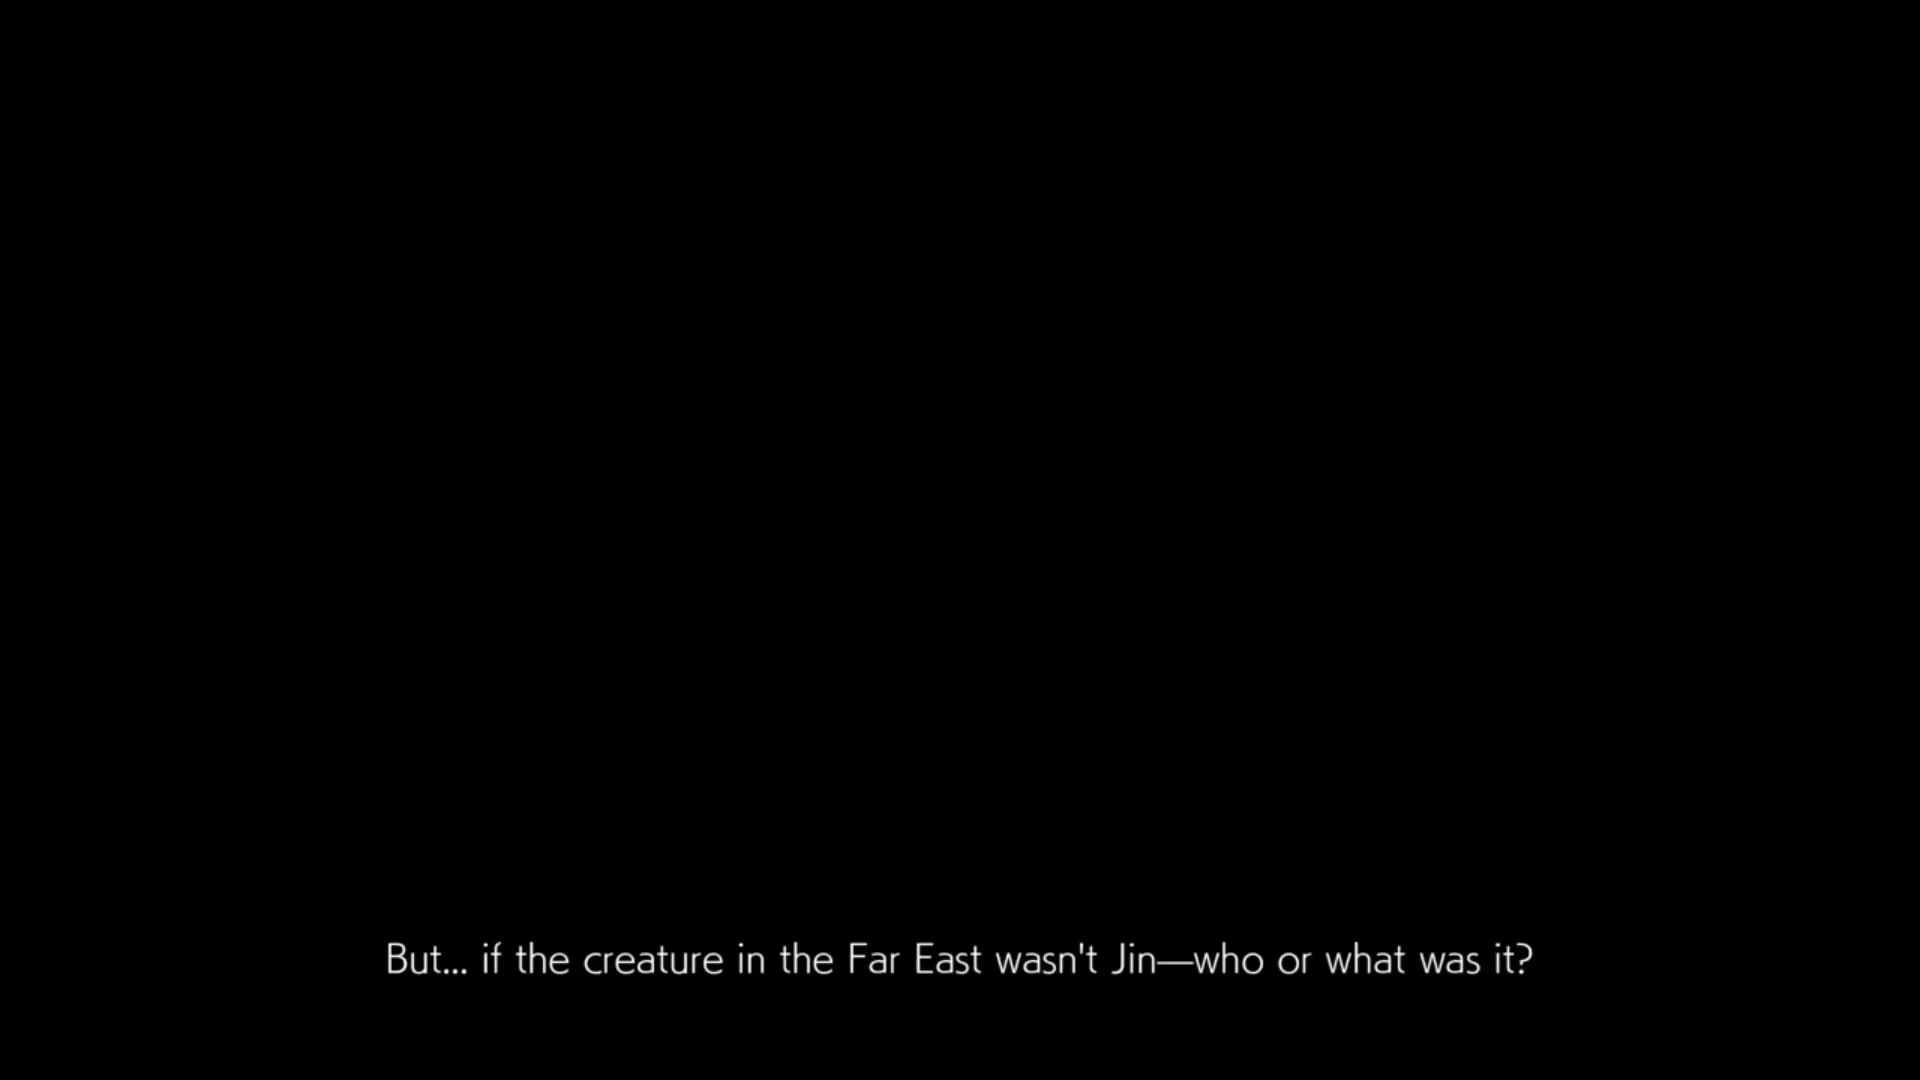 But... if the creature in the Far East wasn't Jin—who or what was it?